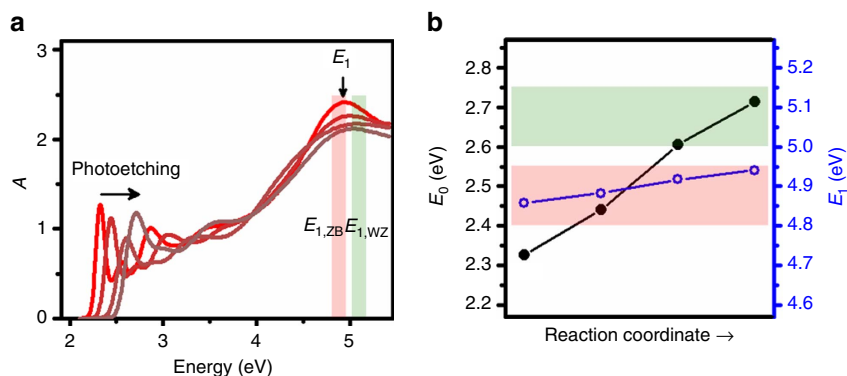 a
3
2
1
0
A
Photoetching
E1
E1,ZB E1,WZ
2 3 4 5
Energy (eV)
b
2.8
2.7
2.6
2.5
2.4
2.3
2.2
E0 (eV)
5.2
5.1
5.0
4.9
4.8
4.7
4.6
E1 (eV)
Reaction coordinate →